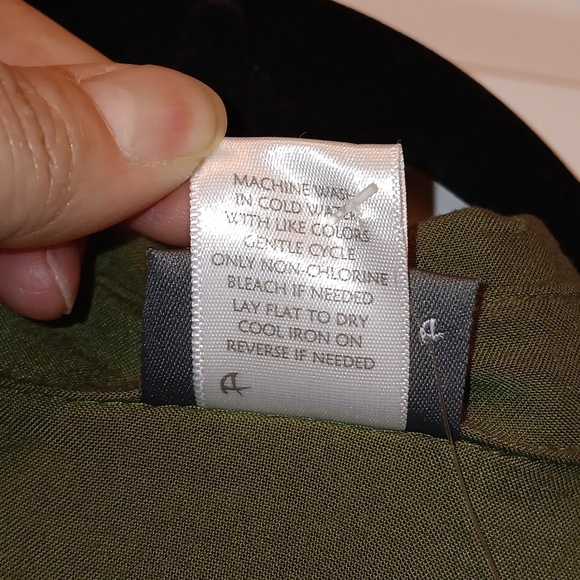 MACHINE WASH
IN COLD WATER
WITH LIKE COLORS
GENTLE CYCLE
ONLY NON-CHLORINE
BLEACH IF NEEDED
LAY FLAT TO DRY
COOL IRON ON
REVERSE IF NEEDED